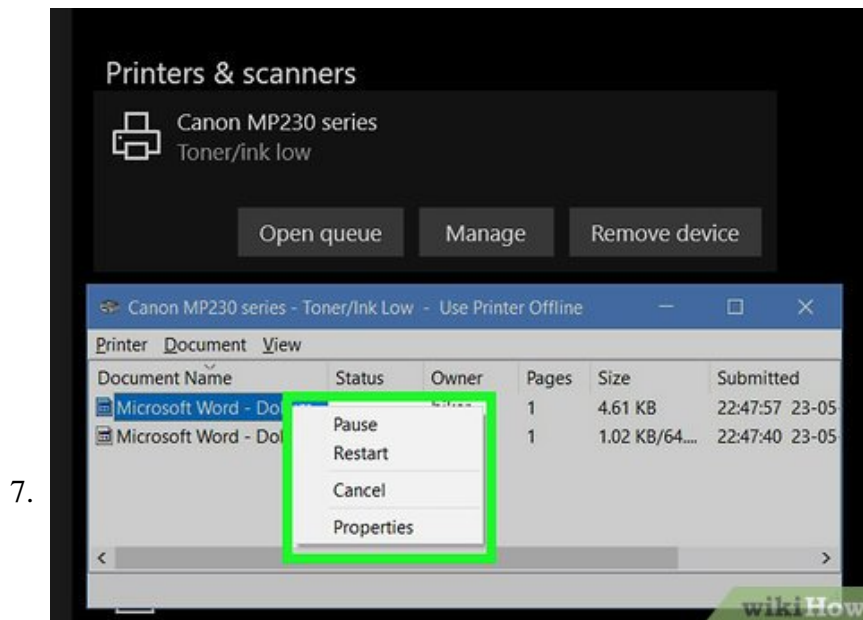 Printers & scanners
Canon MP230 series
Toner/ink low
Open queue Manage Remove device
Canon MP230 series - Toner/Ink Low - Use Printer Offline
Printer Document View
Document Name Status Owner Pages Size Submitted
Microsoft Word - 1 4.61 KB 22:47:57 23-05
Microsoft Word - 1 1.02 KB/64.... 22:47:40 23-05
Pause
Restart
7.
Cancel
Properties
wikiHow